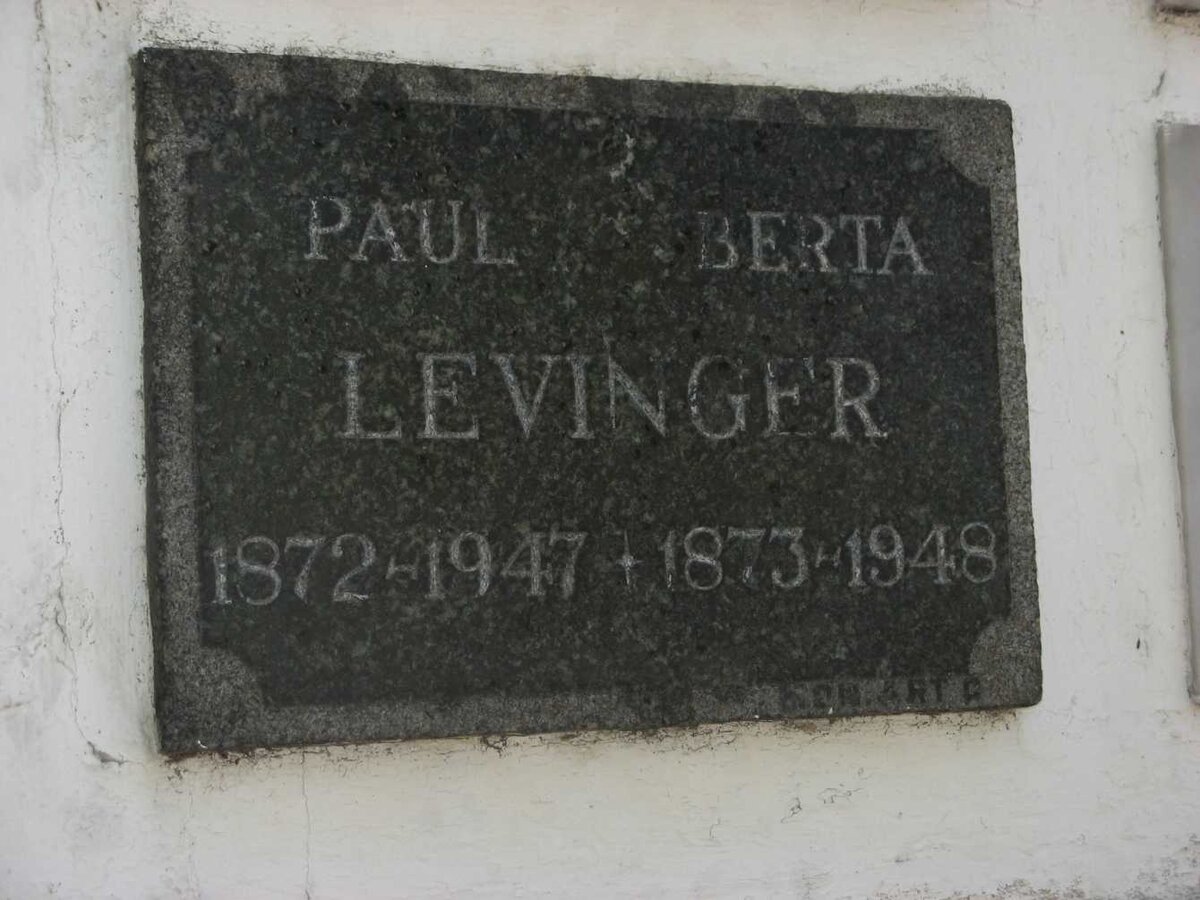 PAUL BERTA
LEVINGER
1872-1947 + 1873-1948